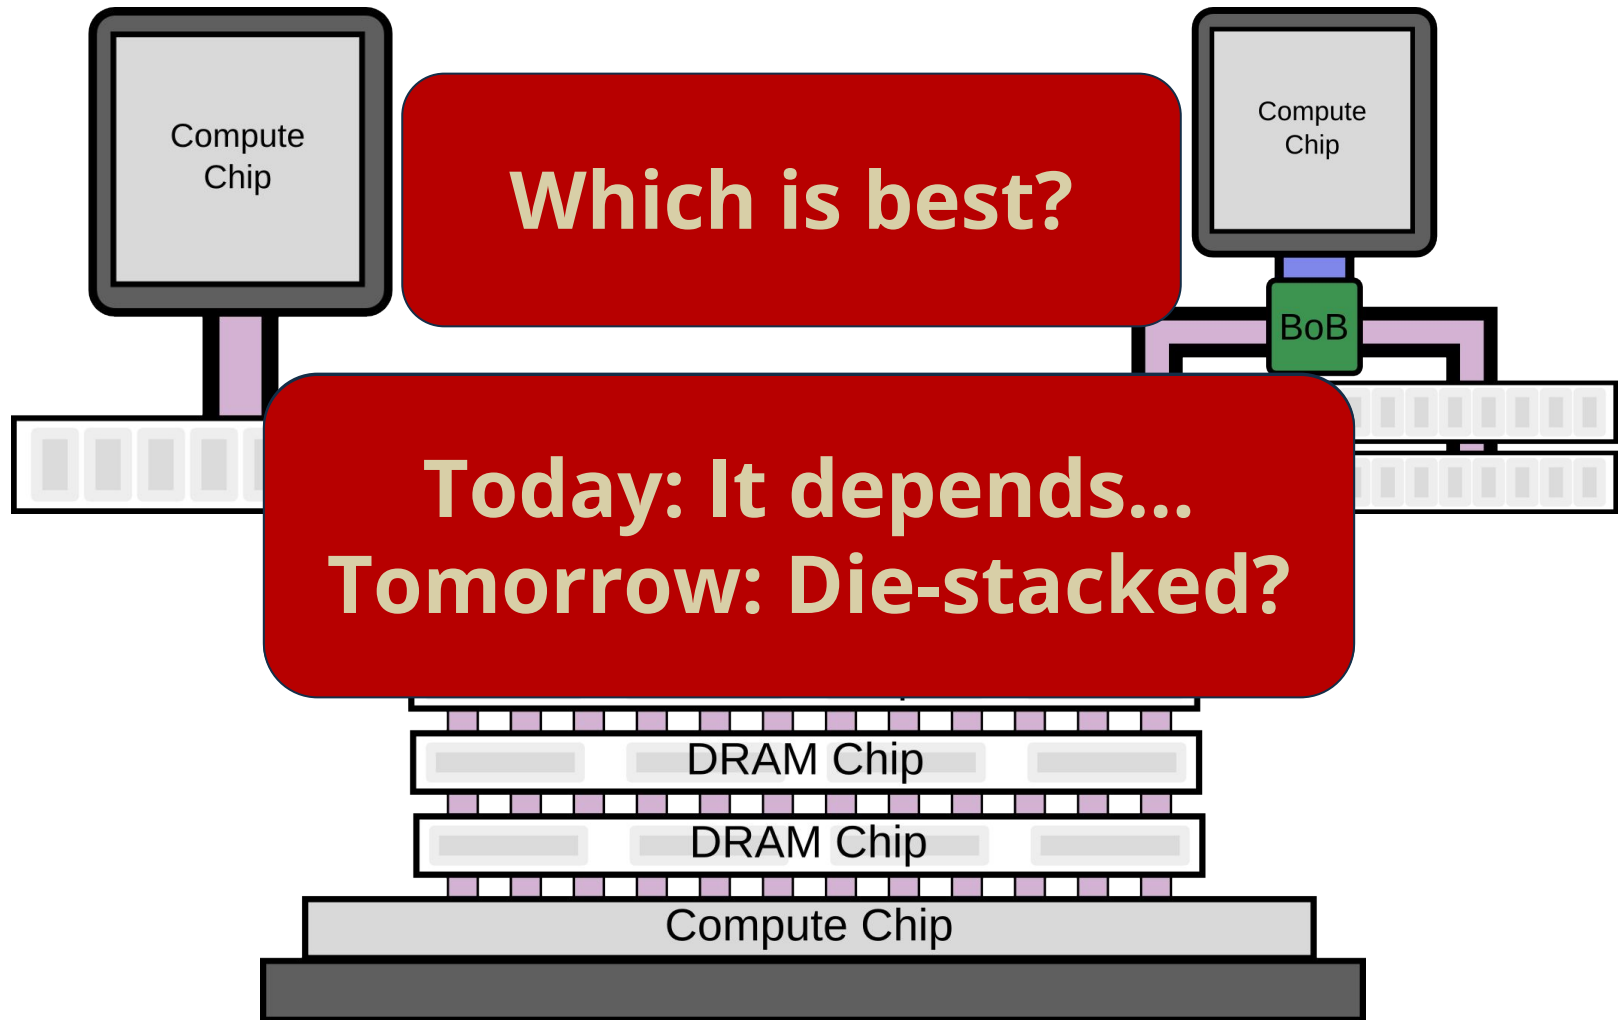 Compute
Chip
Which is best?
Compute
Chip
BoB
Today: It depends...
Tomorrow: Die-stacked?
DRAM Chip
DRAM Chip
Compute Chip